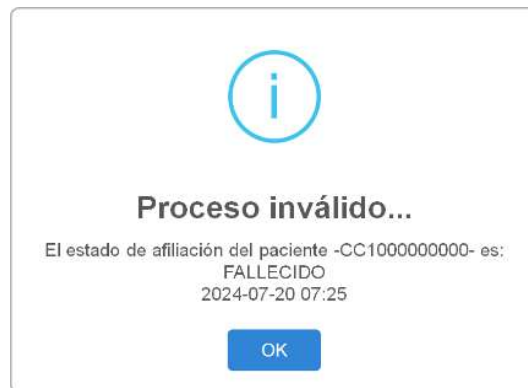 i
Proceso inválido...
El estado de afiliación del paciente -CC1000000000- es:
FALLECIDO
2024-07-20 07:25
OK